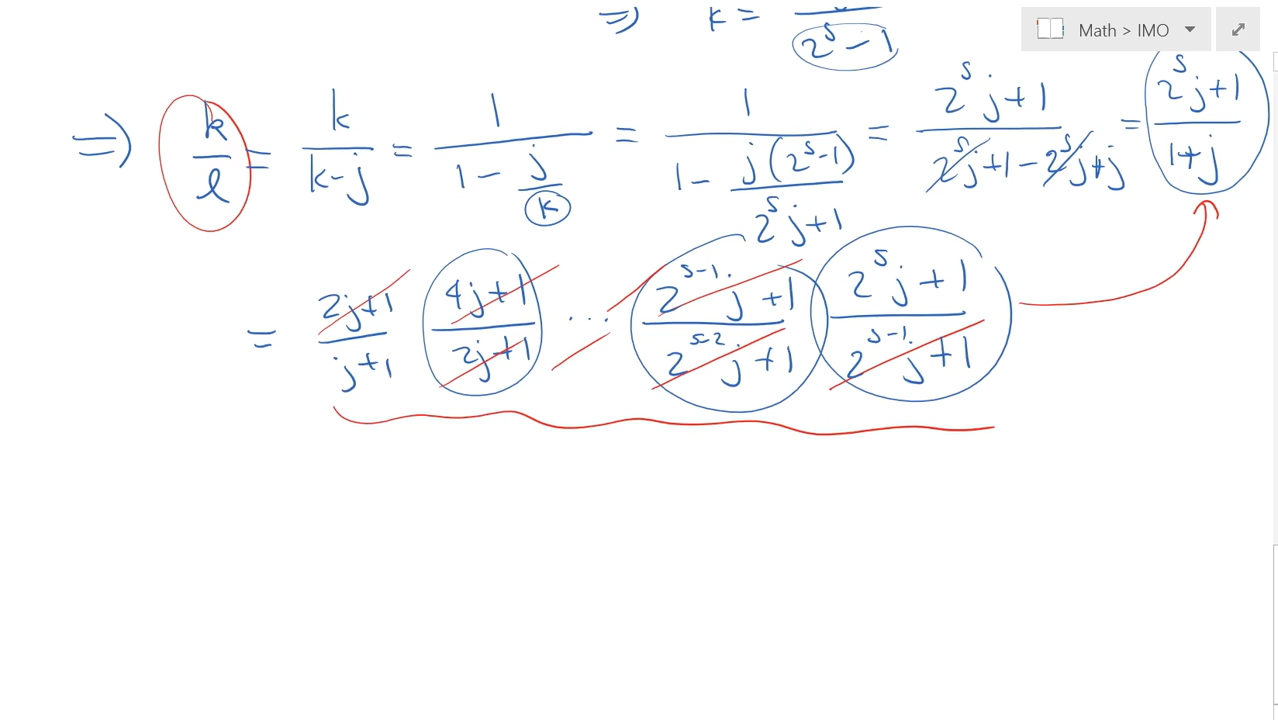 ⇒ k = / (2^s - 1)
Math > IMO
⇒ k/l = k/(k-j) = 1/(1 - j/k) = 1/(1 - j(2^s-1)/(2^s j+1)) = (2^s j+1)/(2^s j+1-2^s j+j) = (2^s j+1)/(1+j)
= (2j+1)/(j+1) (4j+1)/(2j+1) ... (2^(s-1) j+1)/(2^(s-2) j+1) (2^s j+1)/(2^(s-1) j+1)